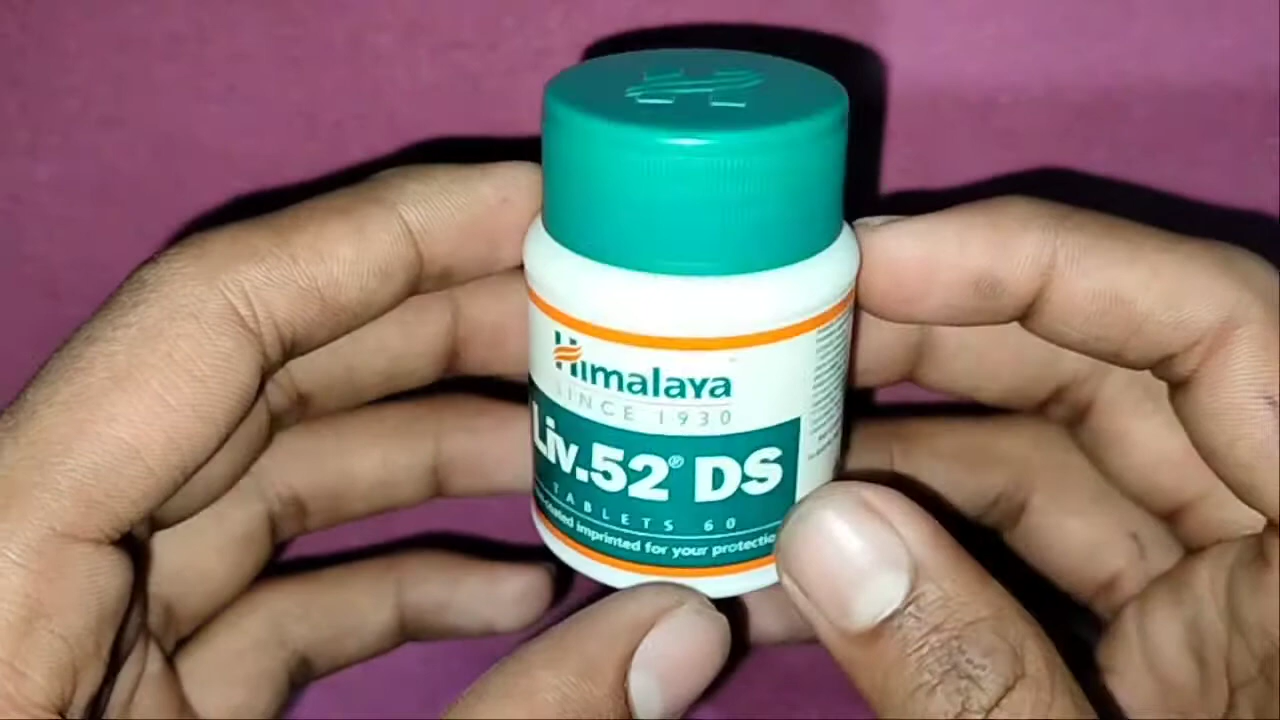 Himalaya
SINCE 1930
Liv.52® DS
TABLETS 60
imprinted for your protection